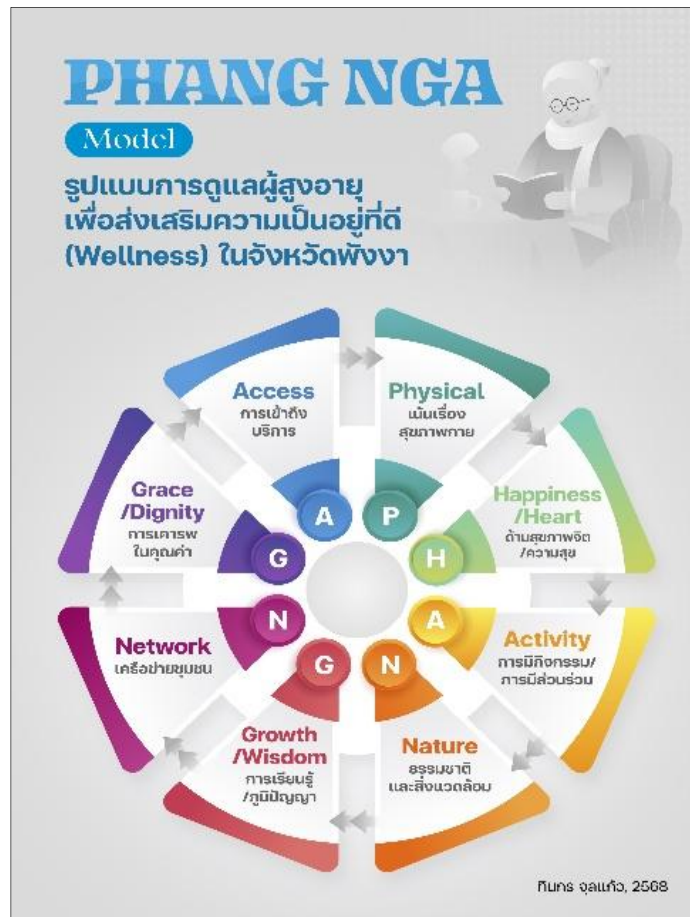 PHANG NGA
Model
รูปแบบการดูแลผู้สูงอายุ
เพื่อส่งเสริมความเป็นอยู่ที่ดี
(Wellness) ในจังหวัดพังงา
Access
การเข้าถึง
บริการ
Physical
เน้นเรื่อง
สุขภาพกาย
Grace
/Dignity
การเคารพ
ในคุณค่า
Happiness
/Heart
ด้านสุขภาพจิต
/ความสุข
A
P
G
H
N
A
G
N
Network
เครือข่ายชุมชน
Activity
การมีกิจกรรม/
การมีส่วนร่วม
Growth
/Wisdom
การเรียนรู้
/ภูมิปัญญา
Nature
ธรรมชาติ
และสิ่งแวดล้อม
ทินกร จุลแก้ว, 2568